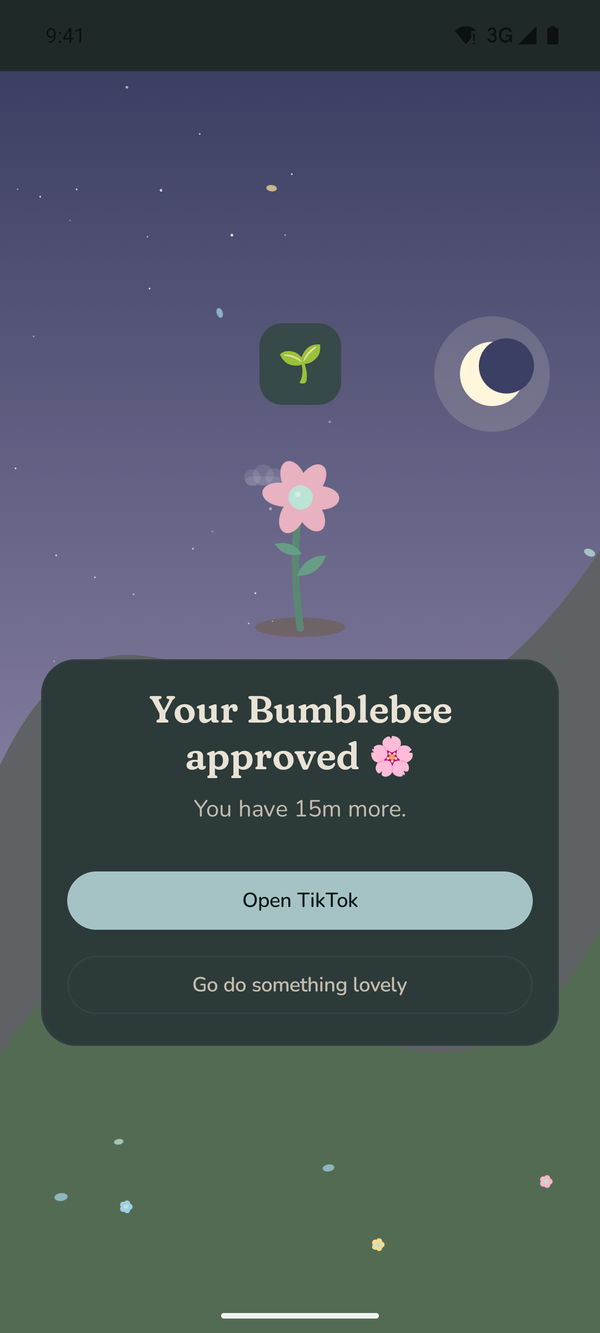 9:41
3G
Your Bumblebee
approved 🌸
You have 15m more.
Open TikTok
Go do something lovely